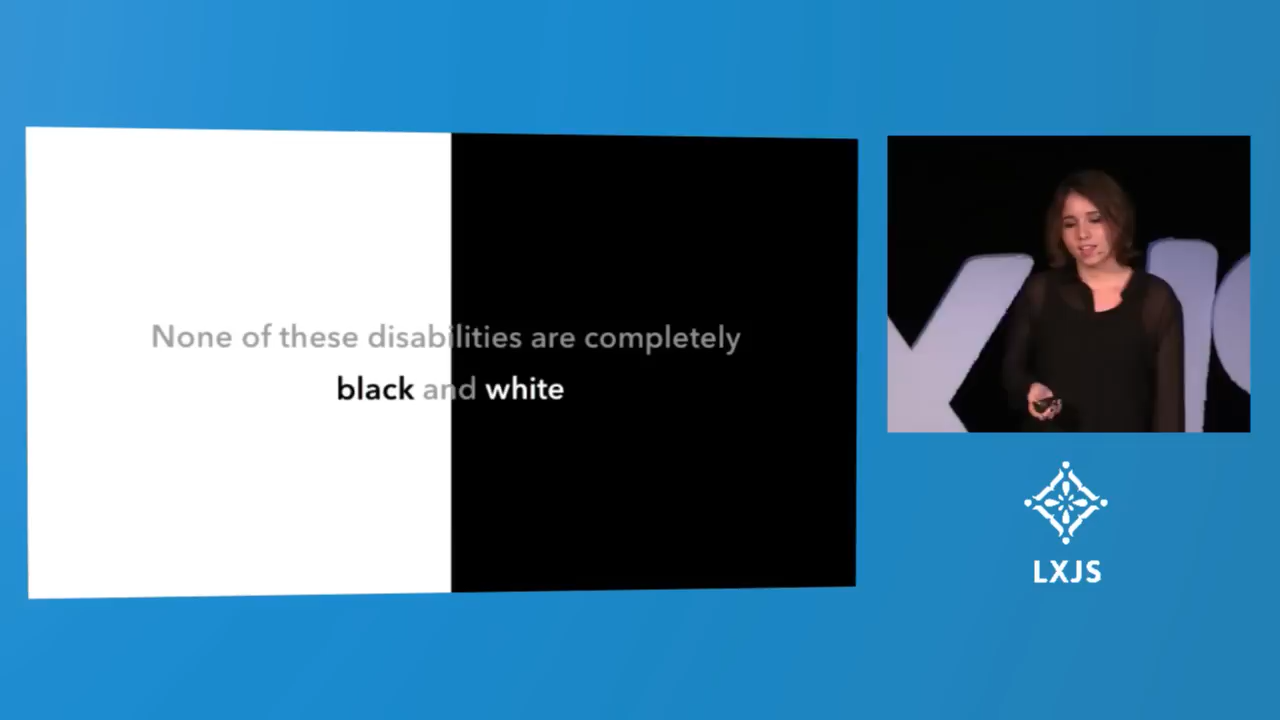 None of these disabilities are completely
black and white
LXJS